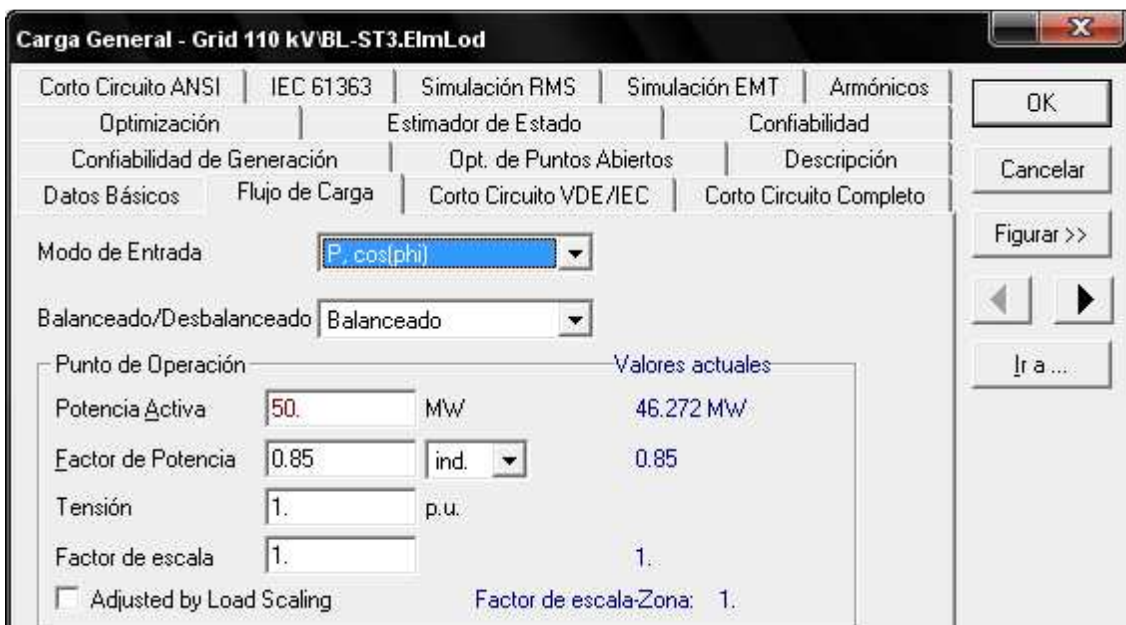 Carga General - Grid 110 kV\BL-ST3.ElmLod
Corto Circuito ANSI IEC 61363 Simulación RMS Simulación EMT Armónicos
Optimización Estimador de Estado Confiabilidad
Confiabilidad de Generación Opt. de Puntos Abiertos Descripción
Datos Básicos Flujo de Carga Corto Circuito VDE/IEC Corto Circuito Completo
OK
Cancelar
Figurar >>
Ir a ...
Modo de Entrada P, cos(phi)
Balanceado/Desbalanceado Balanceado
Punto de Operación Valores actuales
Potencia Activa 50. MW 46.272 MW
Factor de Potencia 0.85 ind. 0.85
Tensión 1. p.u.
Factor de escala 1. 1.
Adjusted by Load Scaling Factor de escala-Zona: 1.